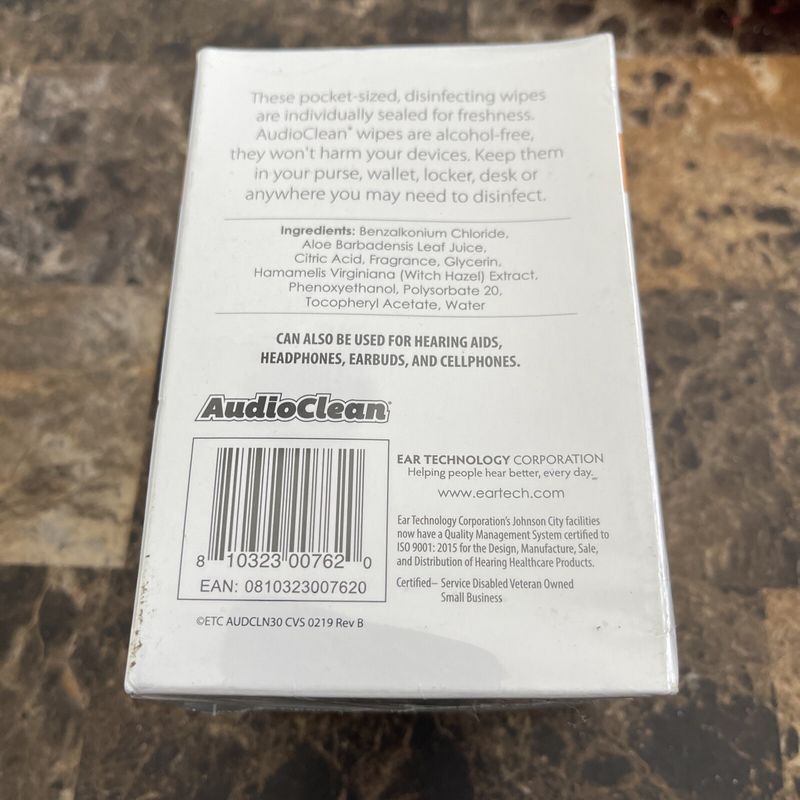 These pocket-sized, disinfecting wipes
are individually sealed for freshness.
AudioClean® wipes are alcohol-free,
they won't harm your devices. Keep them
in your purse, wallet, locker, desk or
anywhere you may need to disinfect.
Ingredients: Benzalkonium Chloride,
Aloe Barbadensis Leaf Juice,
Citric Acid, Fragrance, Glycerin,
Hamamelis Virginiana (Witch Hazel) Extract,
Phenoxyethanol, Polysorbate 20,
Tocopheryl Acetate, Water
CAN ALSO BE USED FOR HEARING AIDS,
HEADPHONES, EARBUDS, AND CELLPHONES.
AudioClean®
8 10323 00762 0
EAN: 0810323007620
©ETC AUDCLN30 CVS 0219 Rev B
EAR TECHNOLOGY CORPORATION
Helping people hear better, every day.
www.eartech.com
Ear Technology Corporation's Johnson City facilities
now have a Quality Management System certified to
ISO 9001: 2015 for the Design, Manufacture, Sale,
and Distribution of Hearing Healthcare Products.
Certified– Service Disabled Veteran Owned
Small Business